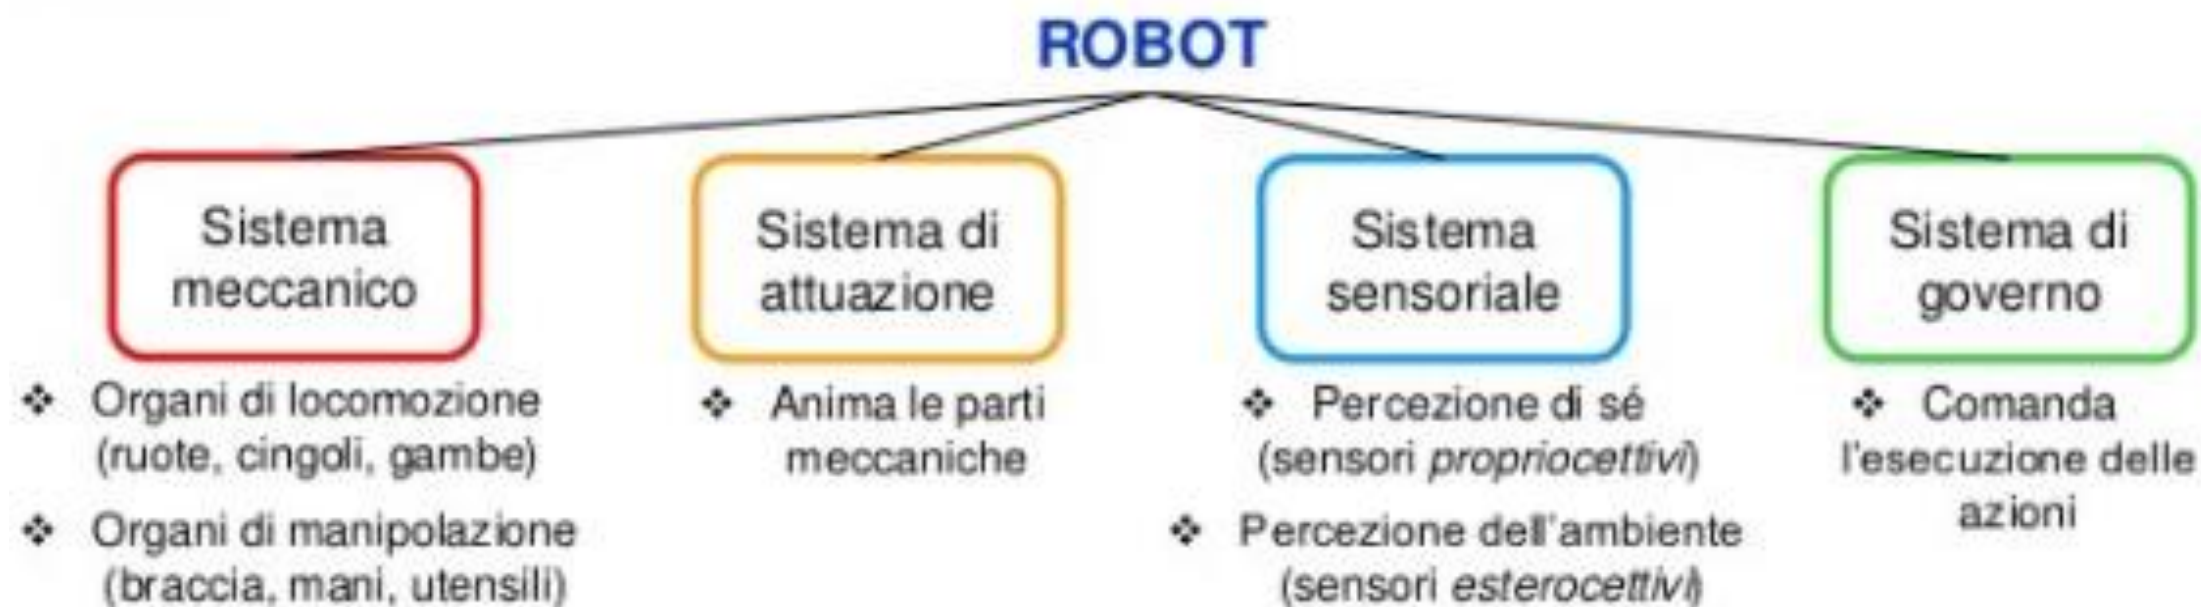 ROBOT
Sistema
meccanico
❖ Organi di locomozione
(ruote, cingoli, gambe)
❖ Organi di manipolazione
(braccia, mani, utensili)
Sistema di
attuazione
❖ Anima le parti
meccaniche
Sistema
sensoriale
❖ Percezione di sé
(sensori propriocettivi)
❖ Percezione dell'ambiente
(sensori esterocettivi)
Sistema di
governo
❖ Comanda
l'esecuzione delle
azioni